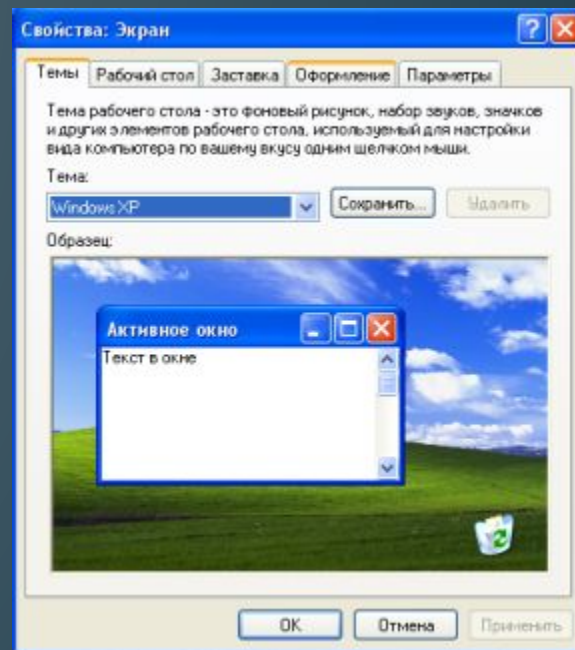 Свойства: Экран
Темы Рабочий стол Заставка Оформление Параметры
Тема рабочего стола - это фоновый рисунок, набор звуков, значков
и других элементов рабочего стола, используемый для настройки
вида компьютера по вашему вкусу одним щелчком мыши.
Тема:
Windows XP Сохранить... Удалить
Образец:
Активное окно
Текст в окне
OK Отмена Применить